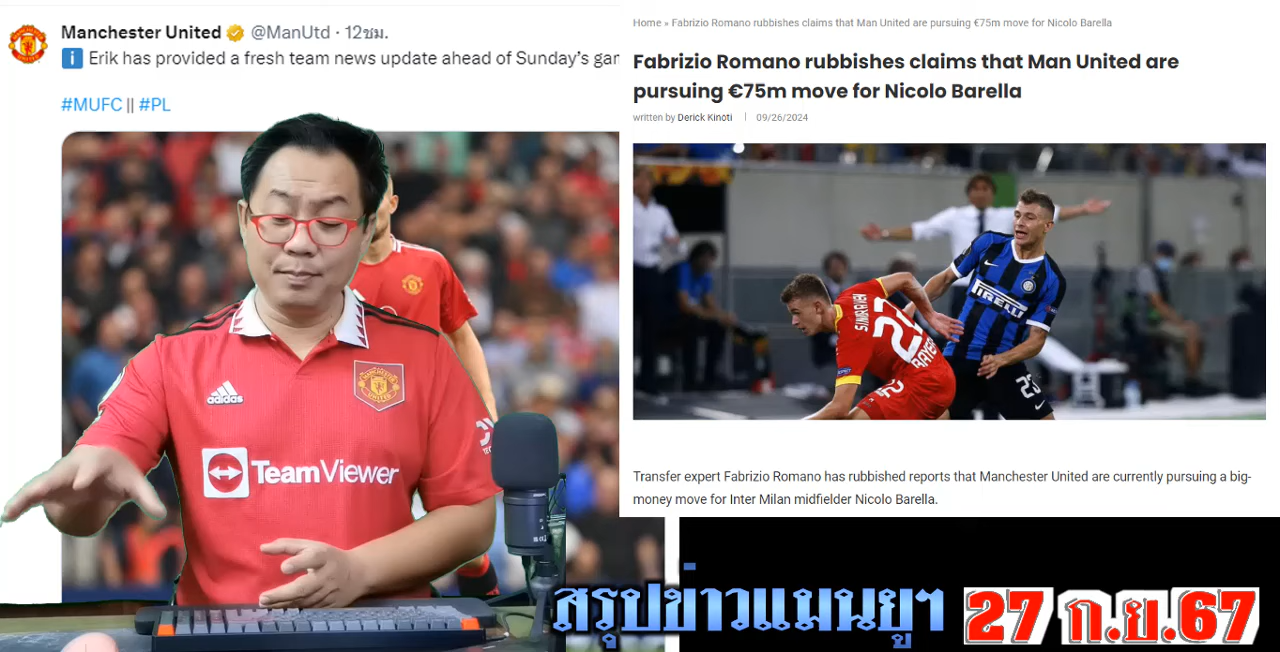 Manchester United @ManUtd · 12ชม.
Erik has provided a fresh team news update ahead of Sunday's
#MUFC || #PL
adidas
MANCHESTER
UNITED
TeamViewer
Home » Fabrizio Romano rubbishes claims that Man United are pursuing €75m move for Nicolo Barella
Fabrizio Romano rubbishes claims that Man United are
pursuing €75m move for Nicolo Barella
written by Derick Kinoti | 09/26/2024
PIRELLI
23
Transfer expert Fabrizio Romano has rubbished reports that Manchester United are currently pursuing a big-
money move for Inter Milan midfielder Nicolo Barella.
สรุปข่าวแมนยูฯ 27 ก.ย.67